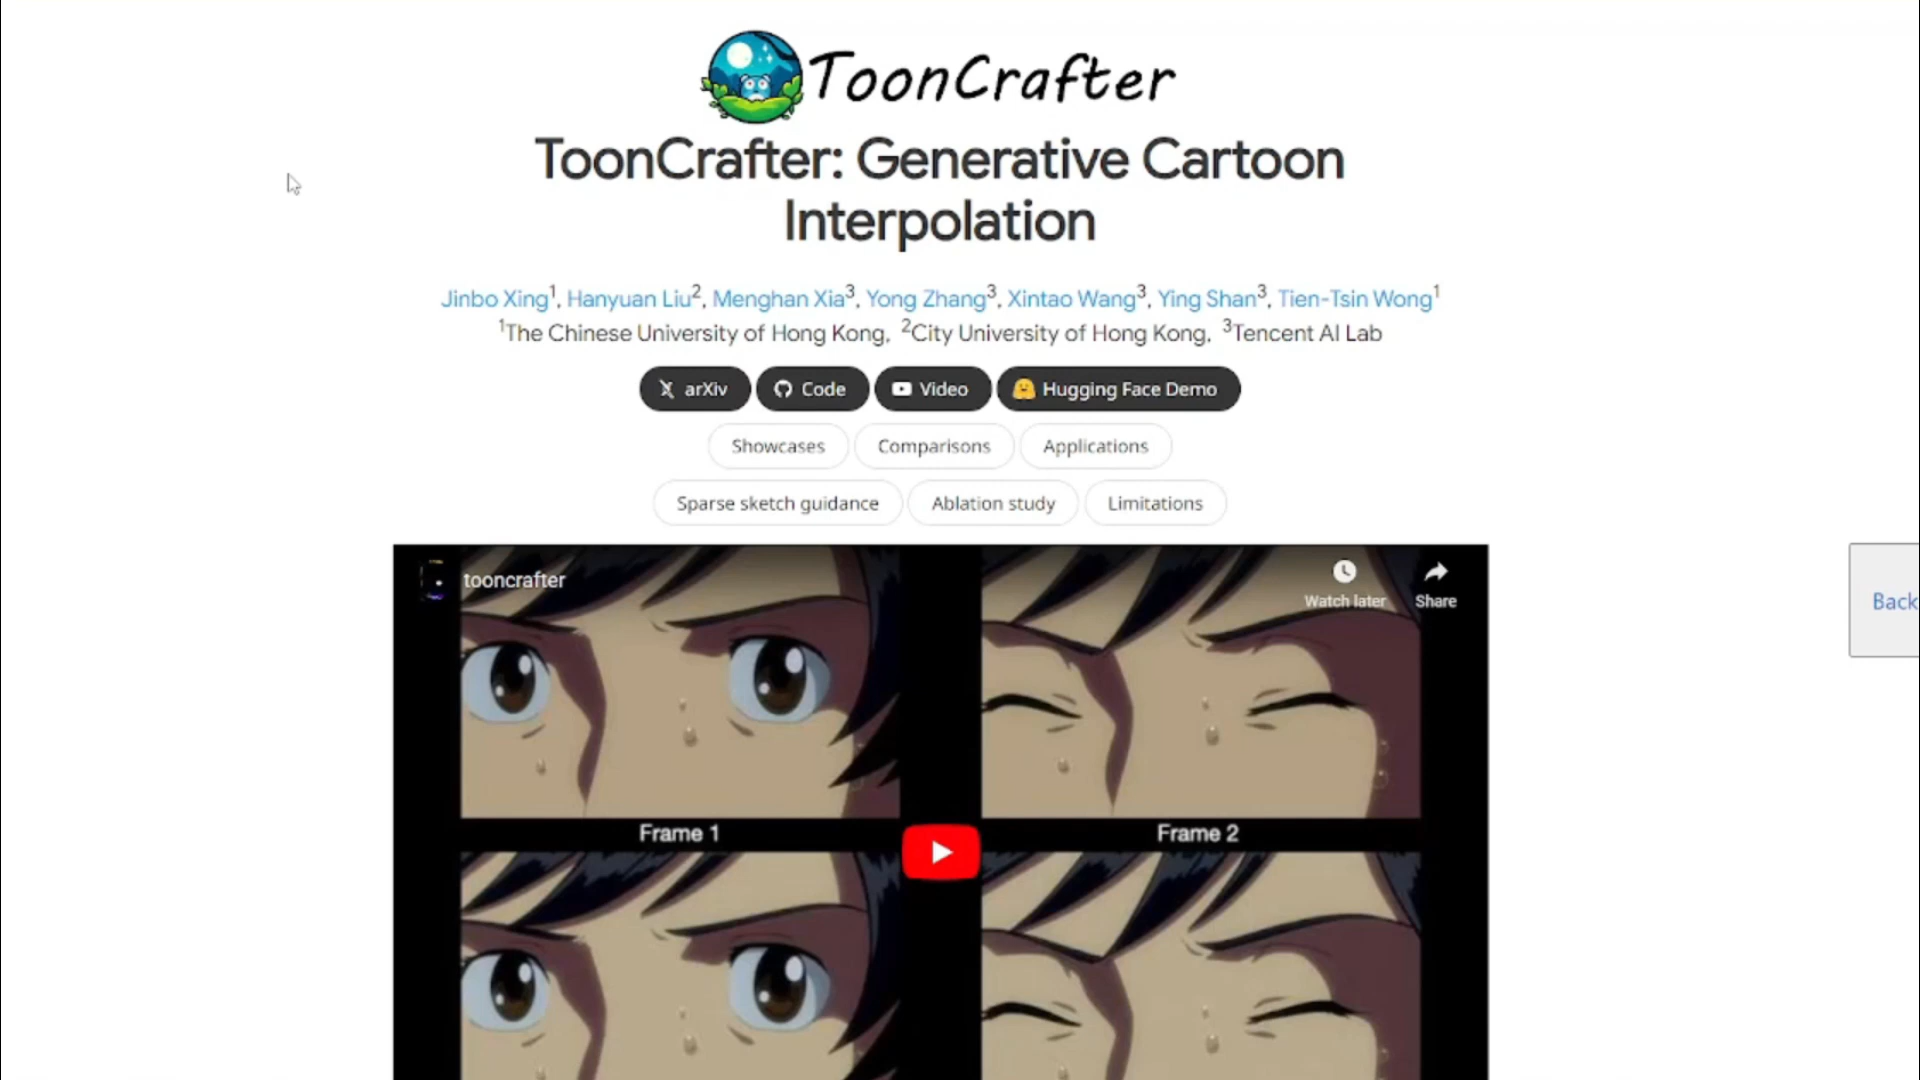 ToonCrafter
ToonCrafter: Generative Cartoon
Interpolation
Jinbo Xing¹, Hanyuan Liu², Menghan Xia³, Yong Zhang³, Xintao Wang³, Ying Shan³, Tien-Tsin Wong¹
¹The Chinese University of Hong Kong, ²City University of Hong Kong, ³Tencent AI Lab
arXiv Code Video Hugging Face Demo
Showcases Comparisons Applications
Sparse sketch guidance Ablation study Limitations
tooncrafter
Watch later Share
Back
Frame 1 Frame 2